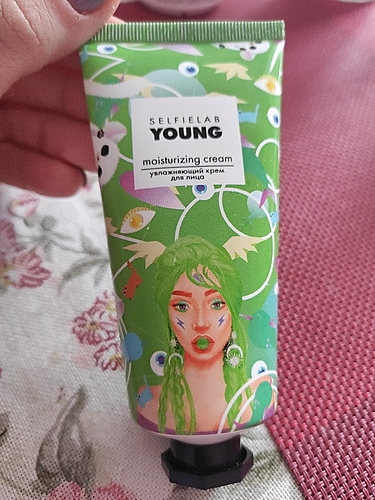 SELFIELAB
YOUNG
moisturizing cream
увлажняющий крем
для лица